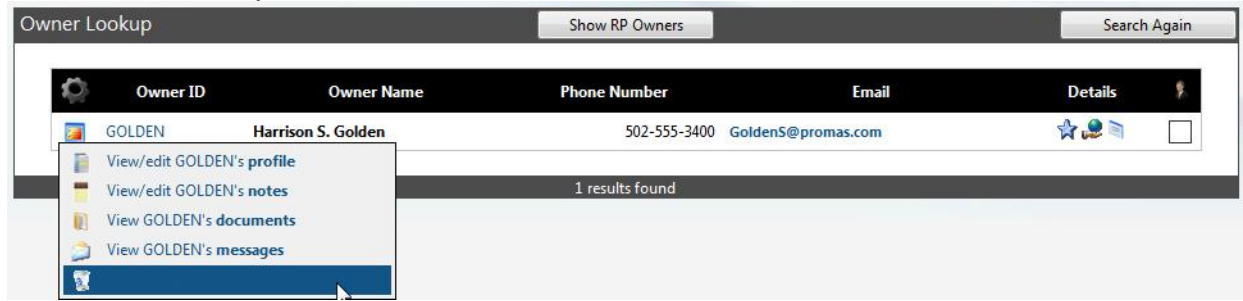 Owner Lookup Show RP Owners Search Again
Owner ID Owner Name Phone Number Email Details
GOLDEN Harrison S. Golden 502-555-3400 GoldenS@promas.com
View/edit GOLDEN's profile
View/edit GOLDEN's notes
1 results found
View GOLDEN's documents
View GOLDEN's messages